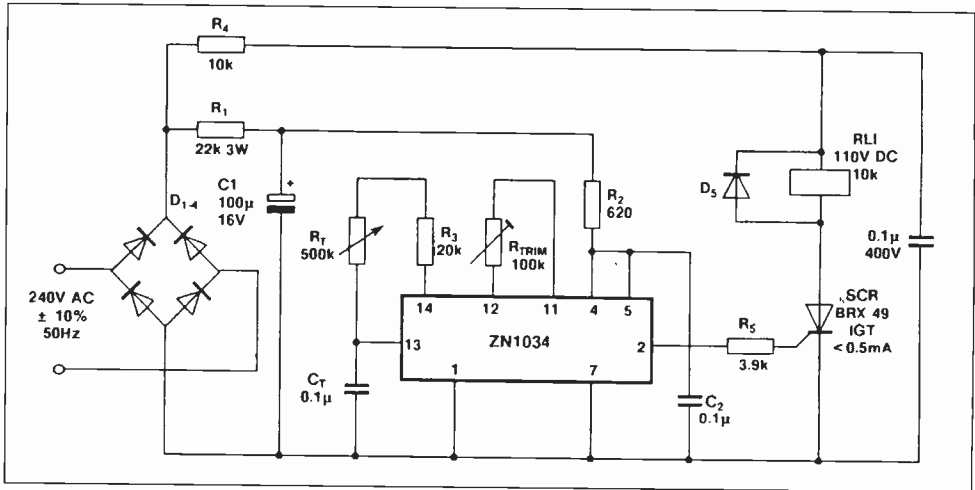 R4
10k
R1
22k 3W
C1
100μ
16V
+
D1-4
240V AC
± 10%
50Hz
RT
500k
R3
20k
RTRIM
100k
R2
620
14
12
11
4
5
13
ZN1034
2
1
7
CT
0.1μ
C2
0.1μ
R5
3.9k
D5
RLI
110V DC
10k
0.1μ
400V
SCR
BRX 49
IGT
< 0.5mA